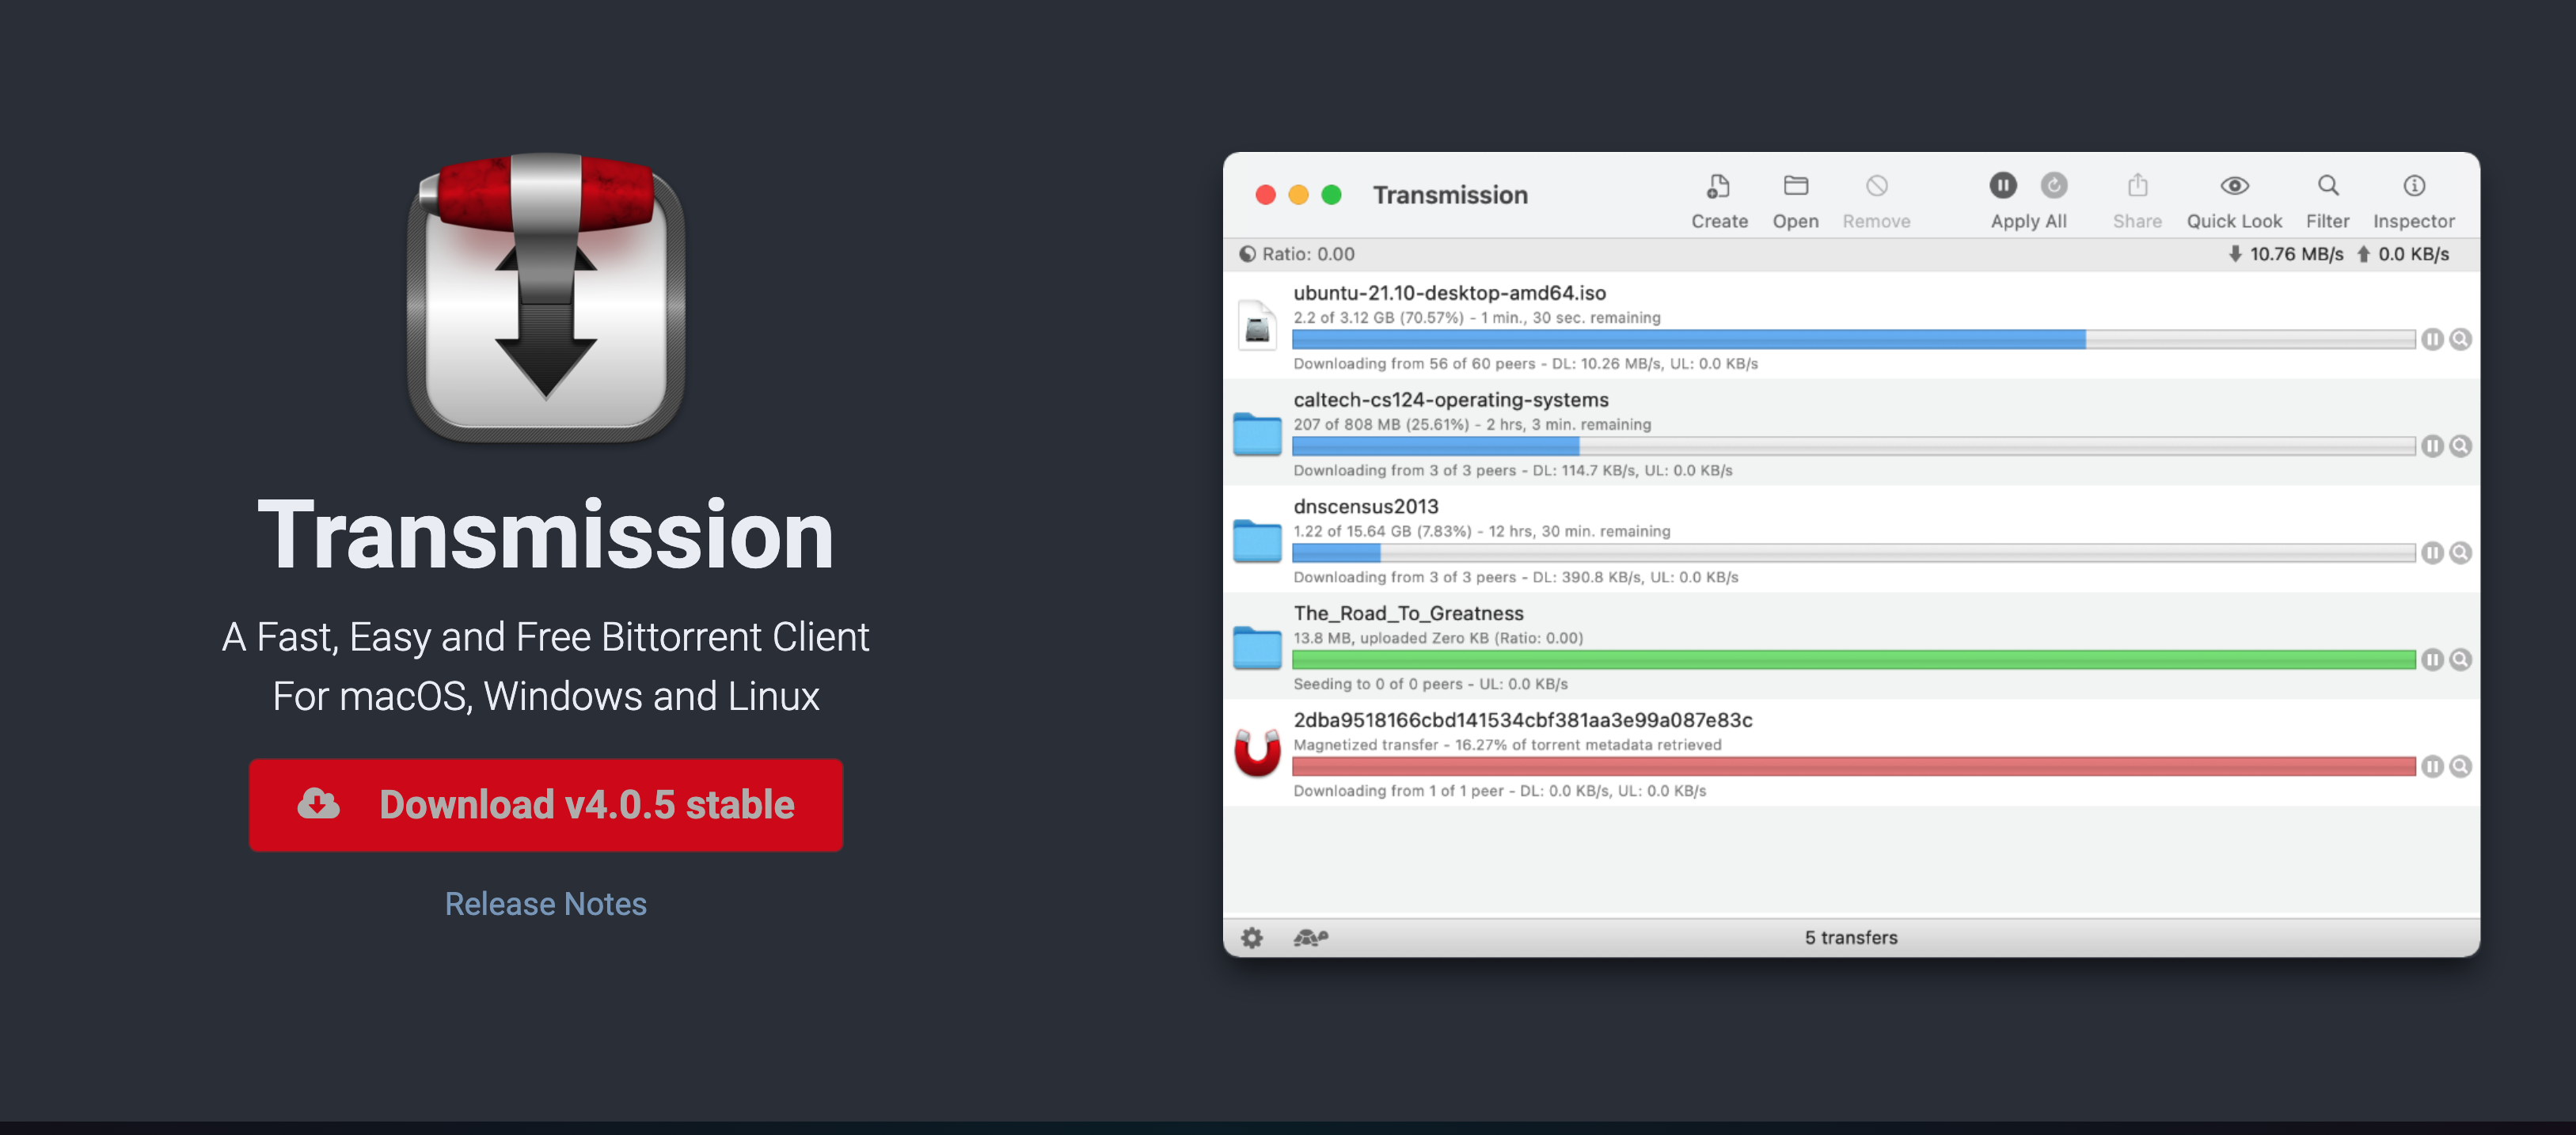 Transmission
A Fast, Easy and Free Bittorrent Client
For macOS, Windows and Linux
Download v4.0.5 stable
Release Notes
Transmission
Create Open Remove Apply All Share Quick Look Filter Inspector
Ratio: 0.00 10.76 MB/s 0.0 KB/s
ubuntu-21.10-desktop-amd64.iso
2.2 of 3.12 GB (70.57%) - 1 min., 30 sec. remaining
Downloading from 56 of 60 peers - DL: 10.26 MB/s, UL: 0.0 KB/s
caltech-cs124-operating-systems
207 of 808 MB (25.61%) - 2 hrs, 3 min. remaining
Downloading from 3 of 3 peers - DL: 114.7 KB/s, UL: 0.0 KB/s
dnscensus2013
1.22 of 15.64 GB (7.83%) - 12 hrs, 30 min. remaining
Downloading from 3 of 3 peers - DL: 390.8 KB/s, UL: 0.0 KB/s
The_Road_To_Greatness
13.8 MB, uploaded Zero KB (Ratio: 0.00)
Seeding to 0 of 0 peers - UL: 0.0 KB/s
2dba9518166cbd141534cbf381aa3e99a087e83c
Magnetized transfer - 16.27% of torrent metadata retrieved
Downloading from 1 of 1 peer - DL: 0.0 KB/s, UL: 0.0 KB/s
5 transfers